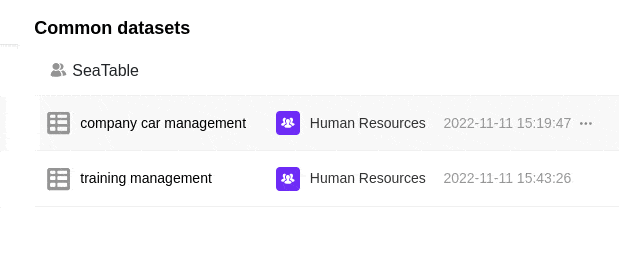 Common datasets
SeaTable
company car management Human Resources 2022-11-11 15:19:47
training management Human Resources 2022-11-11 15:43:26